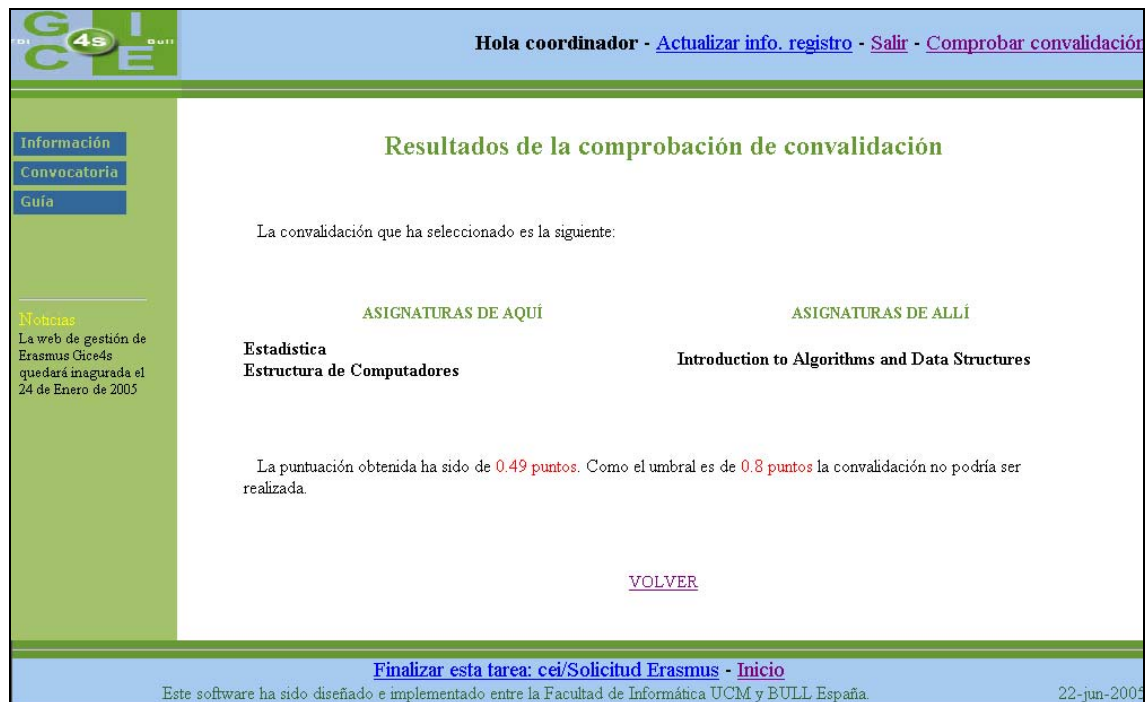 GI
4s
Bull
CE
Hola coordinador - Actualizar info. registro - Salir - Comprobar convalidación
Información
Convocatoria
Guía
Noticias
La web de gestión de
Erasmus Gice4s
quedará inagurada el
24 de Enero de 2005
Resultados de la comprobación de convalidación
La convalidación que ha seleccionado es la siguiente:
ASIGNATURAS DE AQUÍ
Estadística
Estructura de Computadores
ASIGNATURAS DE ALLÍ
Introduction to Algorithms and Data Structures
La puntuación obtenida ha sido de 0.49 puntos. Como el umbral es de 0.8 puntos la convalidación no podría ser
realizada.
VOLVER
Finalizar esta tarea: cei/Solicitud Erasmus - Inicio
Este software ha sido diseñado e implementado entre la Facultad de Informática UCM y BULL España.
22-jun-2005